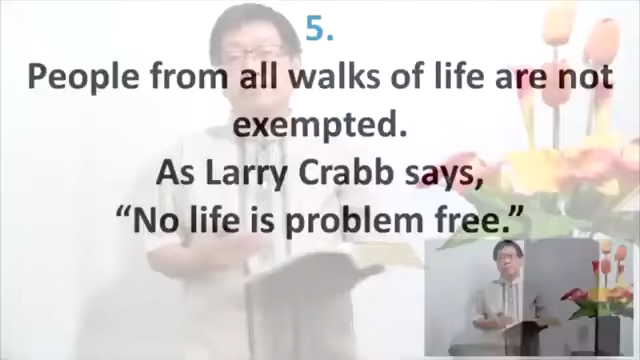 5.
People from all walks of life are not
exempted.
As Larry Crabb says,
“No life is problem free.”